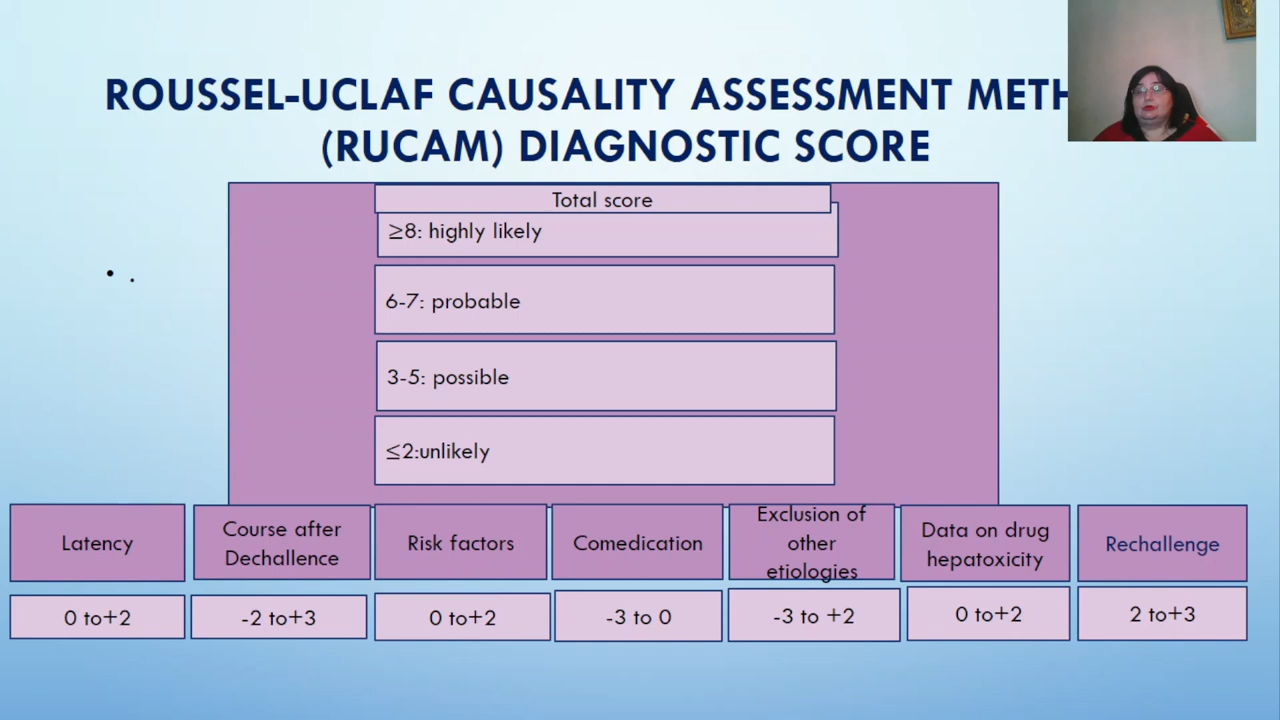 ROUSSEL-UCLAF CAUSALITY ASSESSMENT
(RUCAM) DIAGNOSTIC SCORE
Total score
≥8: highly likely
6-7: probable
3-5: possible
≤2:unlikely
Latency
Course after
Dechallence
Risk factors
Comedication
Exclusion of
other
etiologies
Data on drug
hepatoxicity
Rechallenge
0 to+2
-2 to+3
0 to+2
-3 to 0
-3 to +2
0 to+2
2 to+3